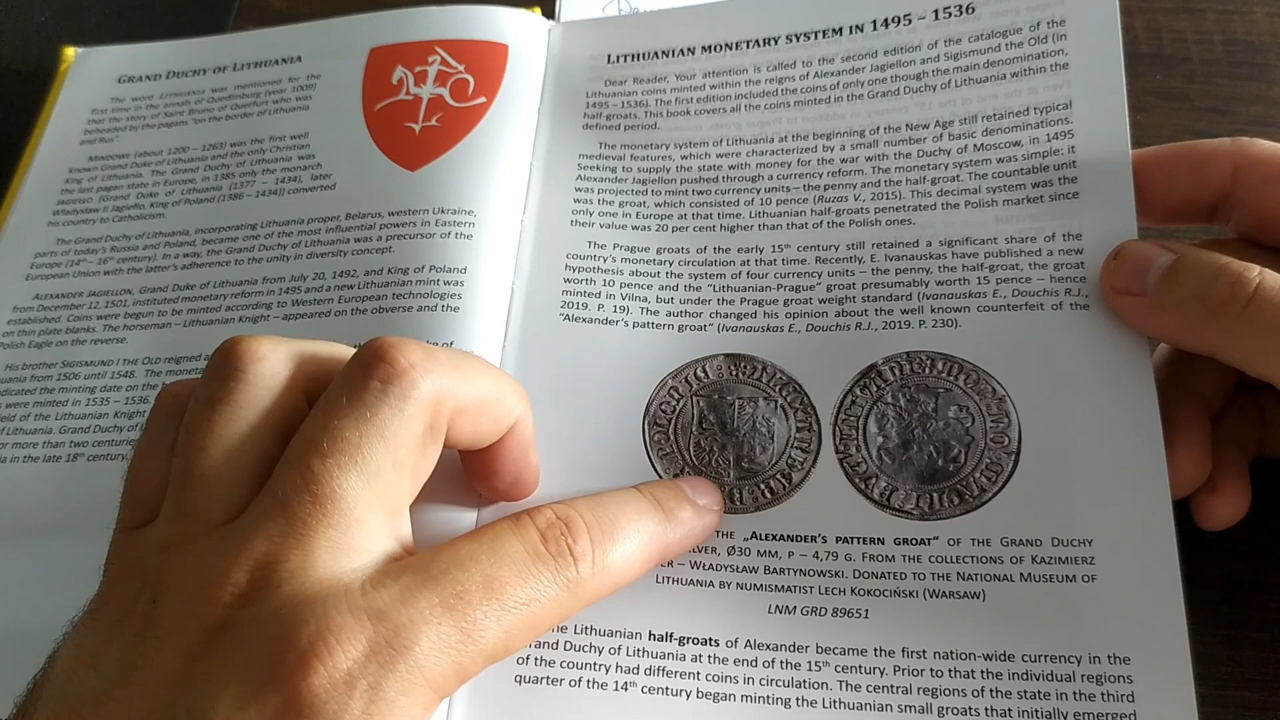 GRAND DUCHY OF LITHUANIA
The word LITHUANIA was mentioned for the
first time in the annals of Quedlinburg (year 1009)
that the story of Saint Bruno of Querfurt who was
beheaded by the pagans "on the border of Lithuania
and Rus".
MINDOWE (about 1200 – 1263) was the first well
known Grand Duke of Lithuania and the only Christian
King of Lithuania. The Grand Duchy of Lithuania was
the last pagan state in Europe, in 1385 only the monarch
JAGIEŁŁO (Grand Duke of Lithuania (1377 – 1434), later
Władysław II Jagiełło, King of Poland (1386 – 1434)) converted
his country to Catholicism.
The Grand Duchy of Lithuania, incorporating Lithuania proper, Belarus, western Ukraine,
parts of today's Russia and Poland, became one of the most influential powers in Eastern
Europe (14th – 16th century). In a way, the Grand Duchy of Lithuania was a precursor of the
European Union with the latter's adherence to the unity in diversity concept.
ALEXANDER JAGIELLON, Grand Duke of Lithuania from July 20, 1492, and King of Poland
from December 12, 1501, instituted monetary reform in 1495 and a new Lithuanian mint was
established. Coins were begun to be minted according to Western European technologies
on thin plate blanks. The horseman – Lithuanian Knight – appeared on the obverse and the
Polish Eagle on the reverse.
His brother SIGISMUND I THE OLD reigned
from 1506 until 1548. The
the minting date on the
were minted in 1535 – 1536.
of the Lithuanian Knight
Lithuania. Grand Duchy of
or more than two
in the late 18th century.
LITHUANIAN MONETARY SYSTEM IN 1495 – 1536
Dear Reader, Your attention is called to the second edition of the catalogue of the
Lithuanian coins minted within the reigns of Alexander Jagiellon and Sigismund the Old (in
1495 – 1536). The first edition included the coins of only one though the main denomination,
half-groats. This book covers all the coins minted in the Grand Duchy of Lithuania within the
defined period.
The monetary system of Lithuania at the beginning of the New Age still retained typical
medieval features, which were characterized by a small number of basic denominations.
Seeking to supply the state with money for the war with the Duchy of Moscow, in 1495
Alexander Jagiellon pushed through a currency reform. The monetary system was simple: it
was projected to mint two currency units – the penny and the half-groat. The countable unit
was the groat, which consisted of 10 pence (Ruzas V., 2015). This decimal system was the
only one in Europe at that time. Lithuanian half-groats penetrated the Polish market since
their value was 20 per cent higher than that of the Polish ones.
The Prague groats of the early 15th century still retained a significant share of the
country's monetary circulation at that time. Recently, E. Ivanauskas have published a new
hypothesis about the system of four currency units – the penny, the half-groat, the groat
worth 10 pence and the "Lithuanian-Prague" groat presumably worth 15 pence – hence
minted in Vilna, but under the Prague groat weight standard (Ivanauskas E., Douchis R.J.,
2019. P. 19). The author changed his opinion about the well known counterfeit of the
"Alexander's pattern groat" (Ivanauskas E., Douchis R.J., 2019. P. 230).
THE „ALEXANDER'S PATTERN GROAT“ OF THE GRAND DUCHY
Ø30 MM, P – 4,79 G. FROM THE COLLECTIONS OF KAZIMIERZ
– WŁADYSŁAW BARTYNOWSKI. DONATED TO THE NATIONAL MUSEUM OF
LITHUANIA BY NUMISMATIST LECH KOKOCIŃSKI (WARSAW)
LNM GRD 89651
Lithuanian half-groats of Alexander became the first nation-wide currency in the
Grand Duchy of Lithuania at the end of the 15th century. Prior to that the individual regions
of the country had different coins in circulation. The central regions of the state in the third
quarter of the 14th century began minting the Lithuanian small groats that initially emerged